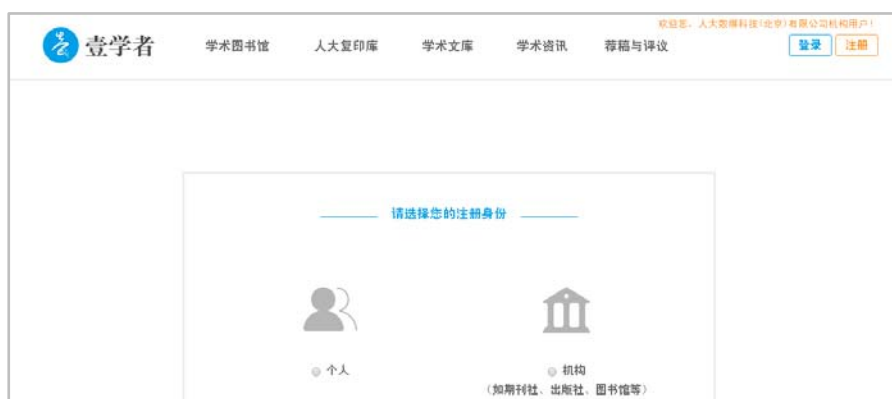 欢迎您，人大数媒科技(北京)有限公司机构用户！
壹学者
学术图书馆 人大复印库 学术文库 学术资讯 荐稿与评议 登录 注册
请选择您的注册身份
个人 机构
（如期刊社、出版社、图书馆等）